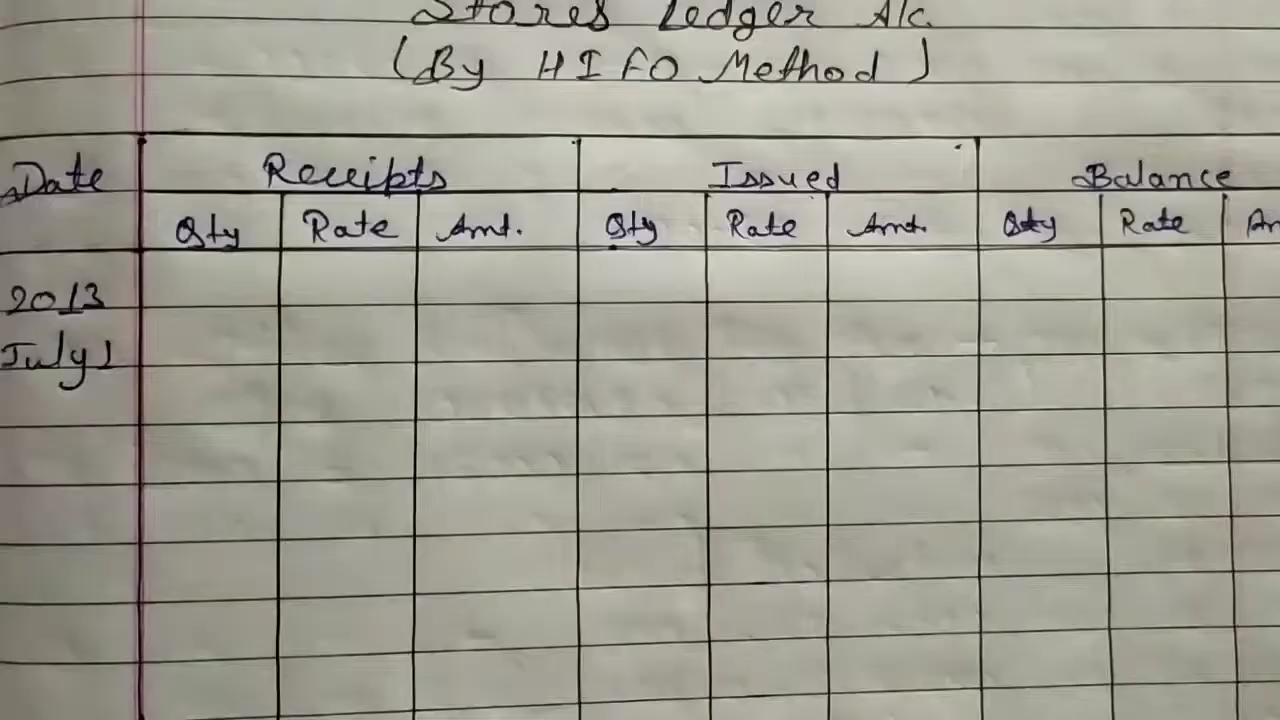 Stores Ledger A/c.
(By HIFO Method)
Date Receipts Issued Balance
Qty Rate Amt. Qty Rate Amt. Qty Rate Am
2013
July 1